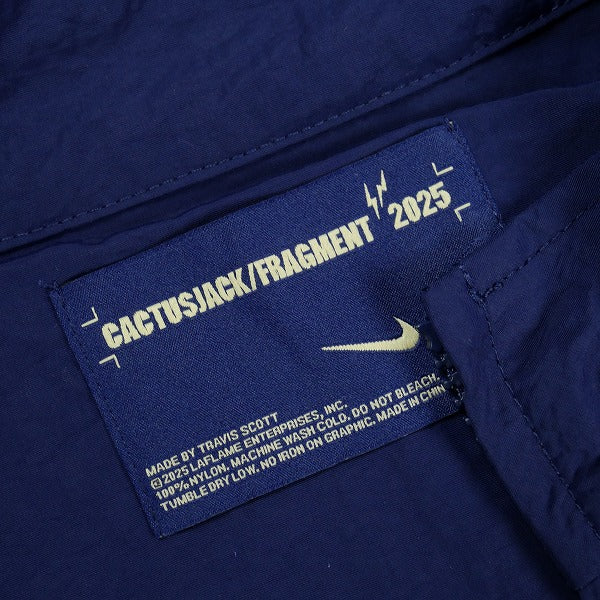 CACTUSJACK/FRAGMENT 2025
MADE BY TRAVIS SCOTT
©2025 LAFLAME ENTERPRISES, INC.
100% NYLON. MACHINE WASH COLD. DO NOT BLEACH.
TUMBLE DRY LOW. NO IRON ON GRAPHIC. MADE IN CHINA